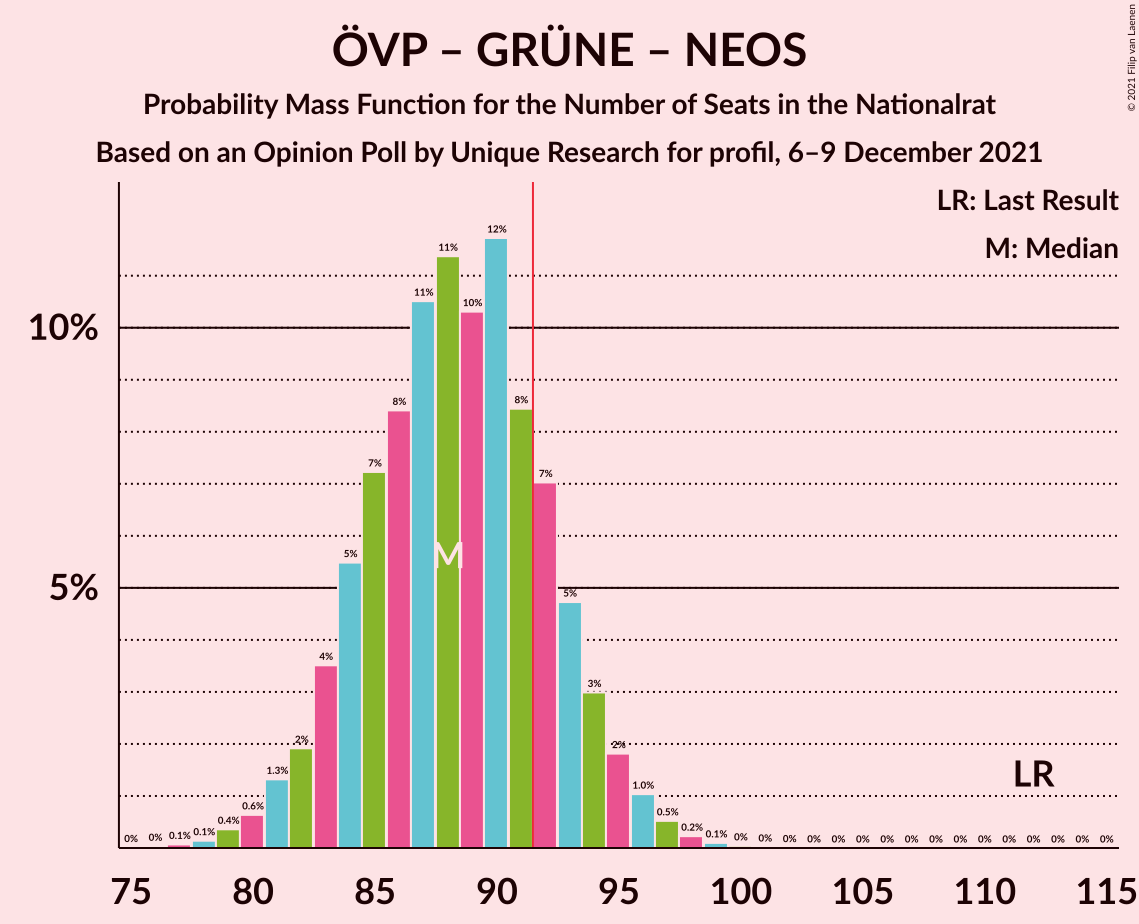 ÖVP – GRÜNE – NEOS
Probability Mass Function for the Number of Seats in the Nationalrat
Based on an Opinion Poll by Unique Research for profil, 6–9 December 2021
© 2021 Filip van Laenen
LR: Last Result
M: Median
10%
5%
0% 0% 0.1% 0.1% 0.4% 0.6% 1.3% 2% 4% 5% 7% 8% 11% 11% 10% 12% 8% 7% 5% 3% 2% 1.0% 0.5% 0.2% 0.1% 0% 0% 0% 0% 0% 0% 0% 0% 0% 0% 0% 0% 0% 0% 0% 0%
M
LR
75 80 85 90 95 100 105 110 115